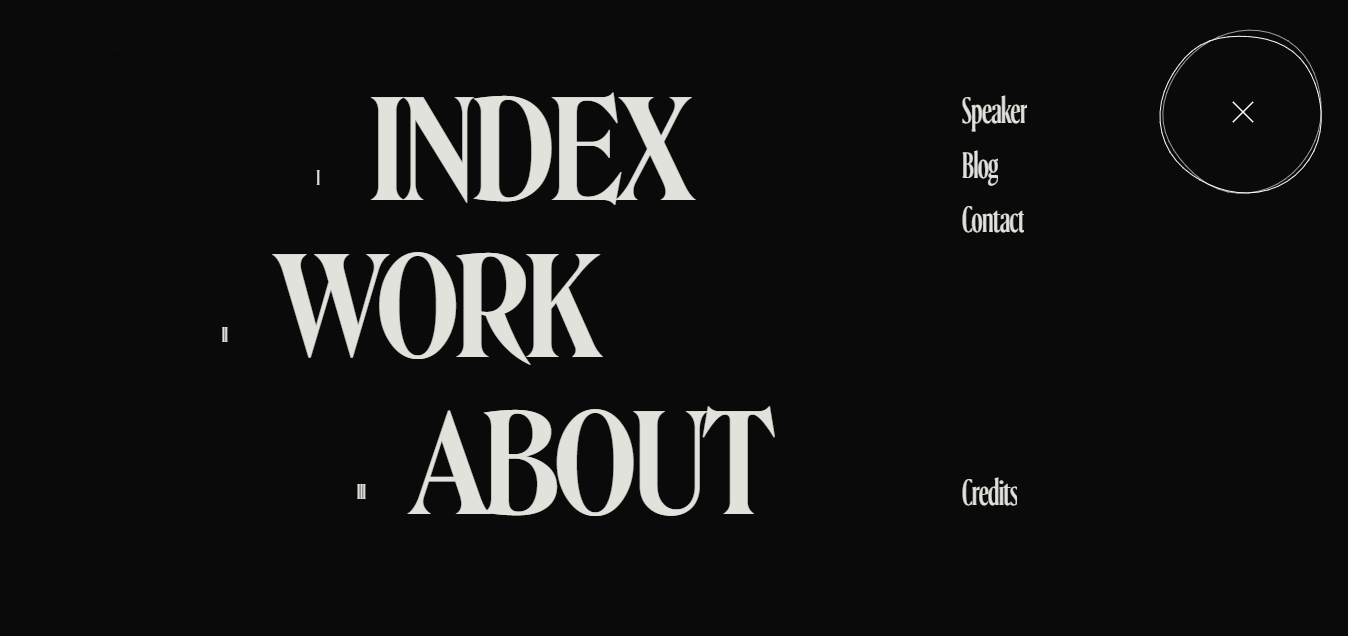 I
INDEX
II
WORK
III
ABOUT
Speaker
Blog
Contact
Credits